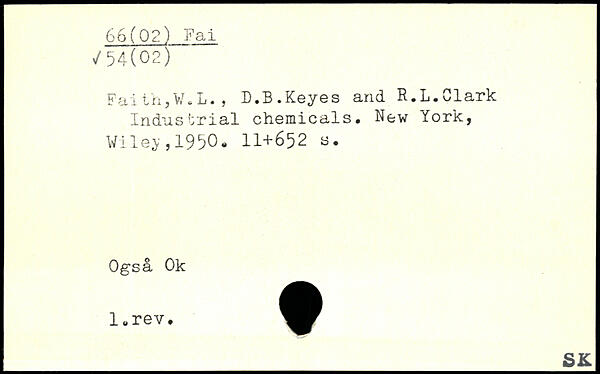 66(02) Fai
√54(02)
Faith,W.L., D.B.Keyes and R.L.Clark
Industrial chemicals. New York,
Wiley,1950. 11+652 s.
Også Ok
1.rev.
SK